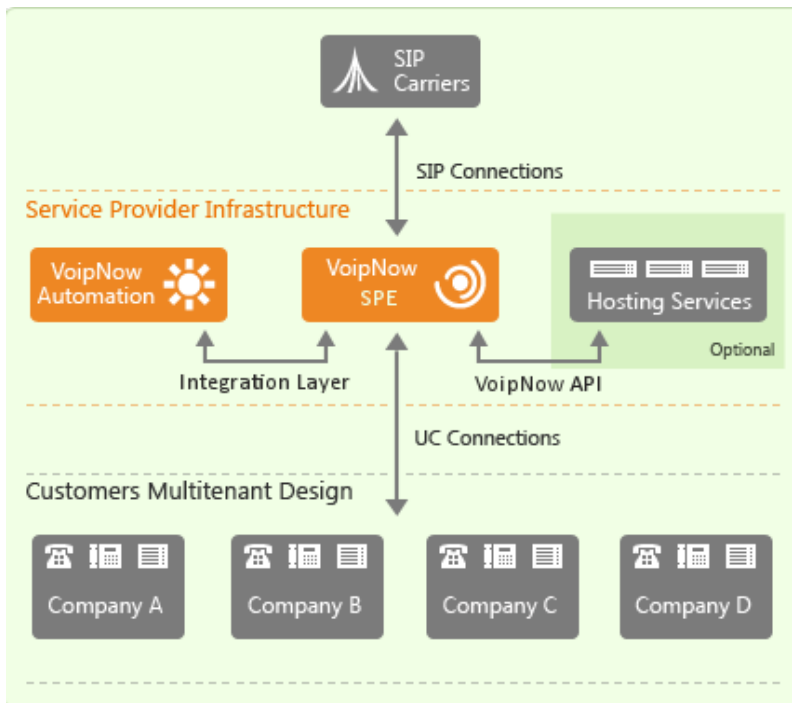 SIP
Carriers
SIP Connections
Service Provider Infrastructure
VoipNow
Automation
VoipNow
SPE
Hosting Services
Optional
Integration Layer
VoipNow API
UC Connections
Customers Multitenant Design
Company A
Company B
Company C
Company D